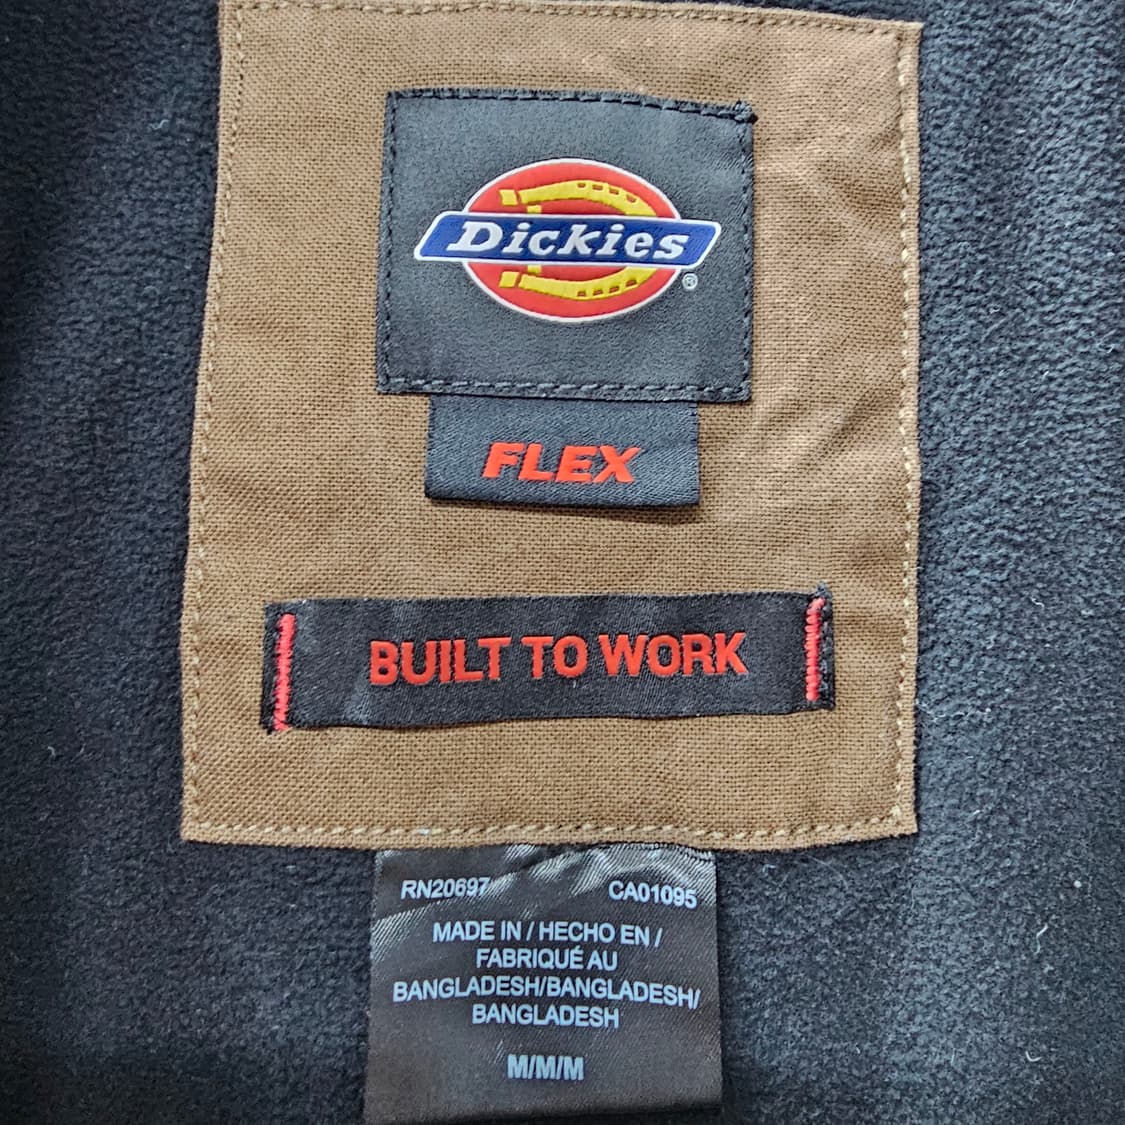 Dickies
®
FLEX
BUILT TO WORK
RN20697 CA01095
MADE IN / HECHO EN /
FABRIQUÉ AU
BANGLADESH/BANGLADESH/
BANGLADESH
M/M/M